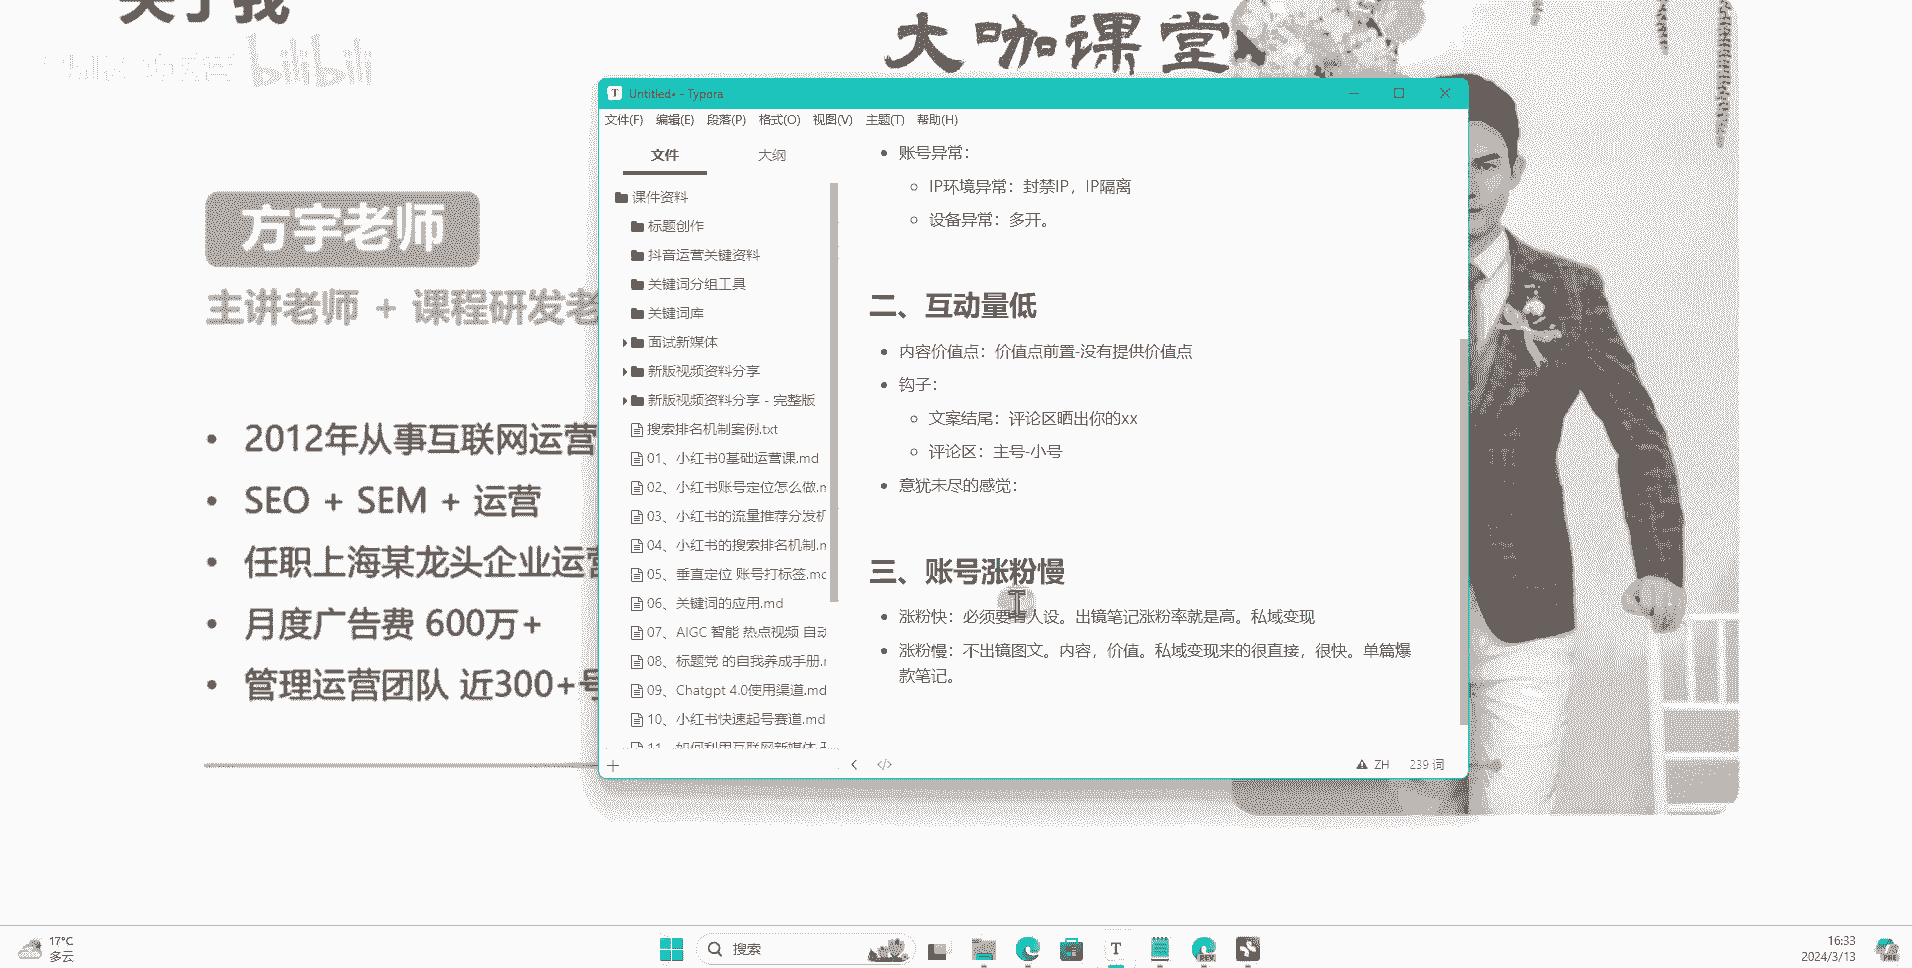 关于我
bilibili
大咖课堂
方宇老师
主讲老师 + 课程研发老
2012年从事互联网运营
SEO + SEM + 运营
任职上海某龙头企业运营
月度广告费 600万+
管理运营团队 近300+号
Untitled• - Typora
文件(F) 编辑(E) 段落(P) 格式(O) 视图(V) 主题(T) 帮助(H)
文件 大纲
课件资料
标题创作
抖音运营关键资料
关键词分组工具
关键词库
面试新媒体
新版视频资料分享
新版视频资料分享 - 完整版
搜索排名机制案例.txt
01、小红书0基础运营课.md
02、小红书账号定位怎么做.m
03、小红书的流量推荐分发机
04、小红书的搜索排名机制.m
05、垂直定位 账号打标签.mc
06、关键词的应用.md
07、AIGC 智能 热点视频 自动
08、标题党 的自我养成手册.r
09、Chatgpt 4.0使用渠道.md
10、小红书快速起号赛道.md
11、如何利用互联网新媒体
账号异常：
IP环境异常：封禁IP，IP隔离
设备异常：多开。
二、互动量低
内容价值点：价值点前置-没有提供价值点
钩子：
文案结尾：评论区晒出你的xx
评论区：主号-小号
意犹未尽的感觉：
三、账号涨粉慢
涨粉快：必须要有人设。出镜笔记涨粉率就是高。私域变现
涨粉慢：不出镜图文。内容，价值。私域变现来的很直接，很快。单篇爆
款笔记。
ZH 239 词
17°C
多云
搜索
16:33
2024/3/13